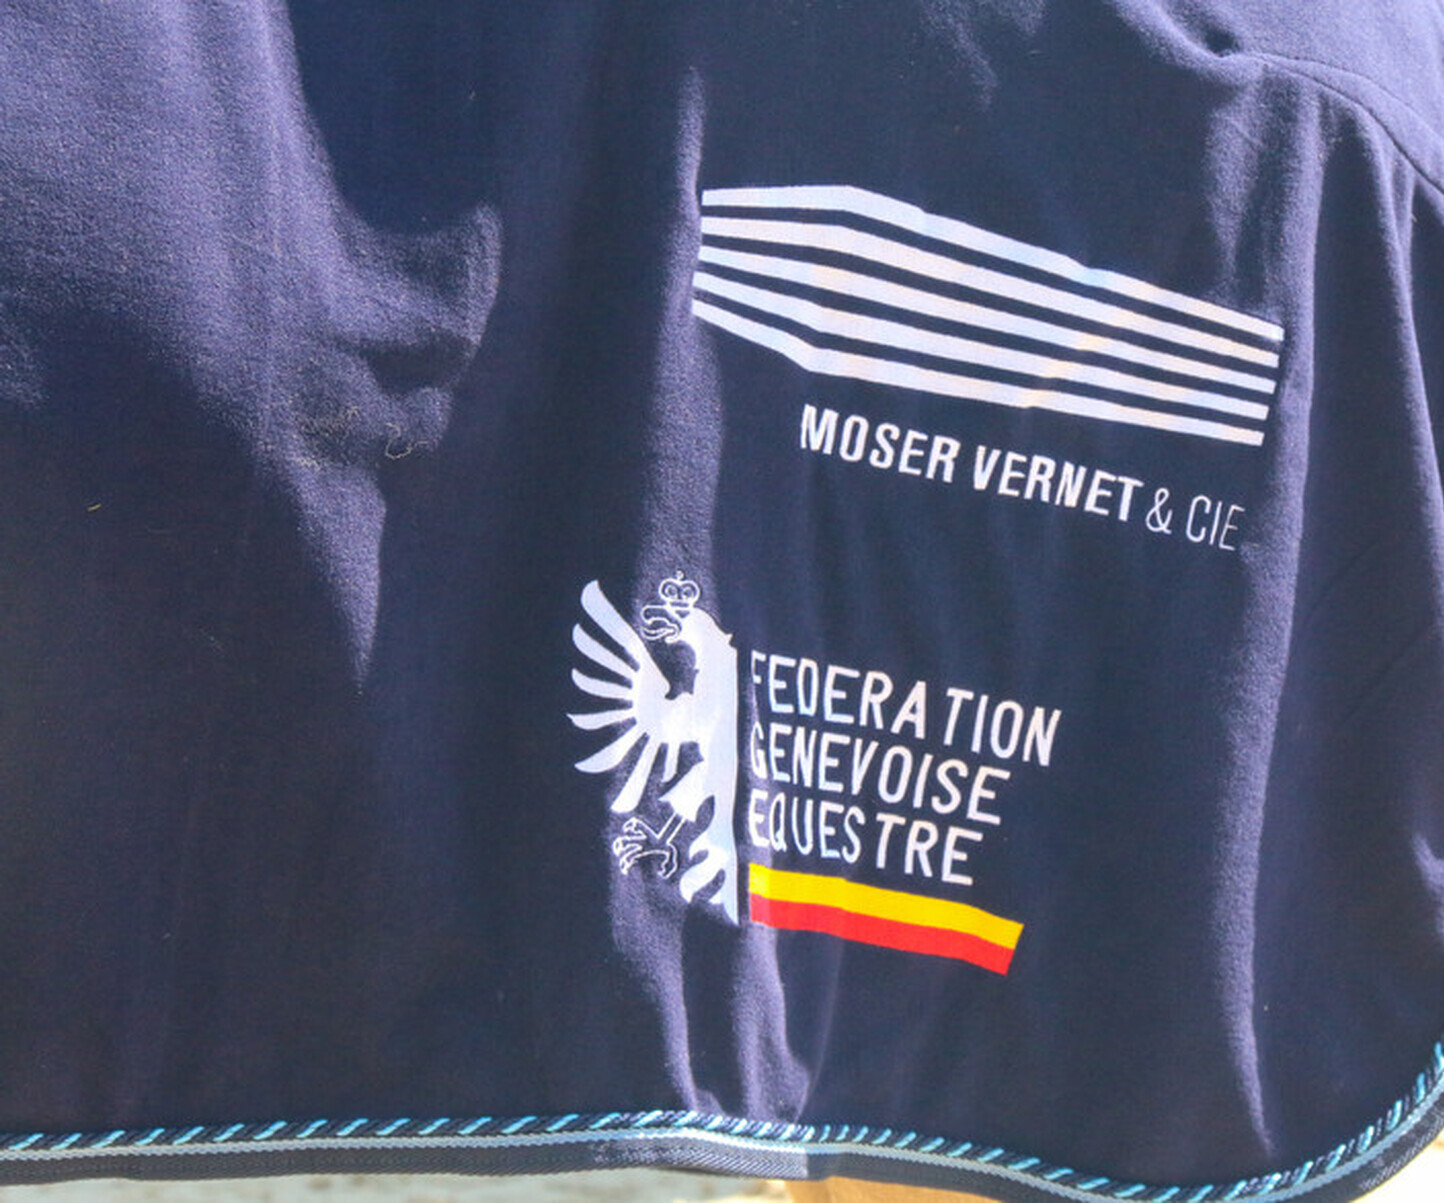 MOSER VERNET & CIE
FEDERATION
GENEVOISE
EQUESTRE